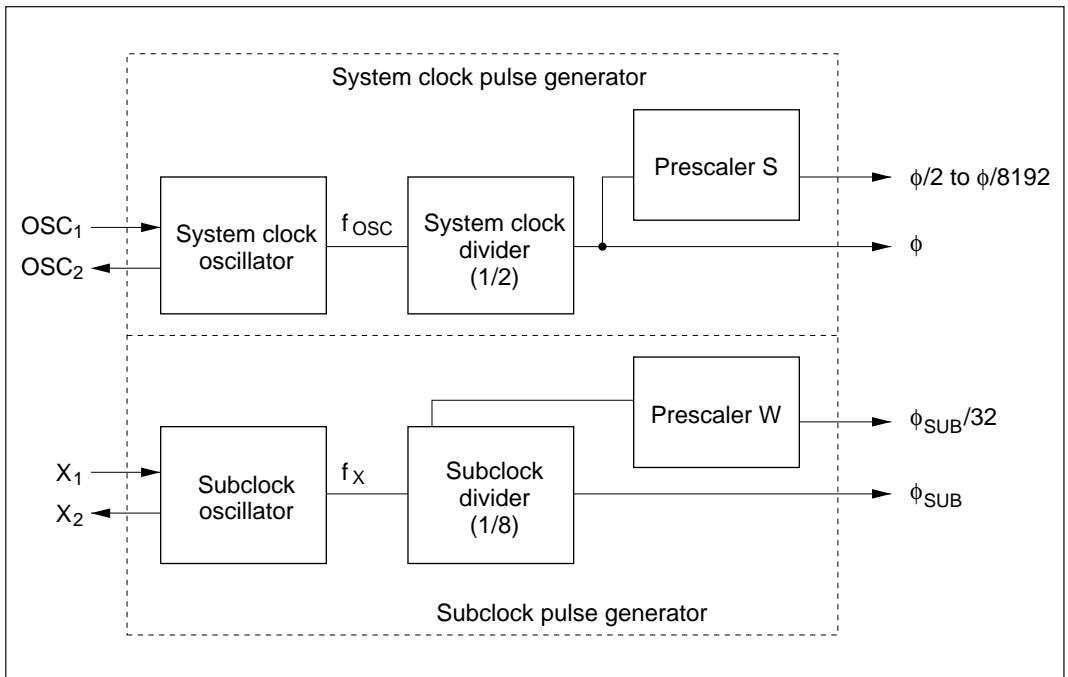 System clock pulse generator
Prescaler S
ϕ/2 to ϕ/8192
OSC1
OSC2
System clock
oscillator
fOSC
System clock
divider
(1/2)
ϕ
Prescaler W
ϕSUB/32
X1
X2
Subclock
oscillator
fX
Subclock
divider
(1/8)
ϕSUB
Subclock pulse generator